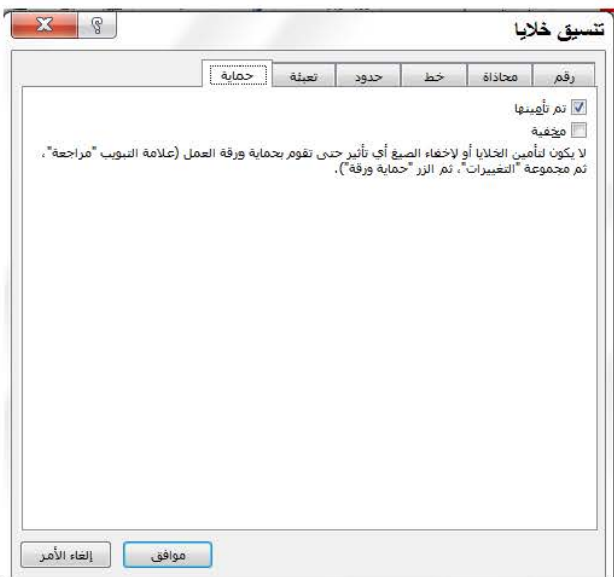 تنسيق خلايا
رقم محاذاة خط حدود تعبئة حماية
تم تأمينها
مخفية
لا يكون لتأمين الخلايا أو لإخفاء الصيغ أي تأثير حتى تقوم بحماية ورقة العمل (علامة التبويب "مراجعة"،
ثم مجموعة "التغييرات"، ثم الزر "حماية ورقة").
موافق إلغاء الأمر